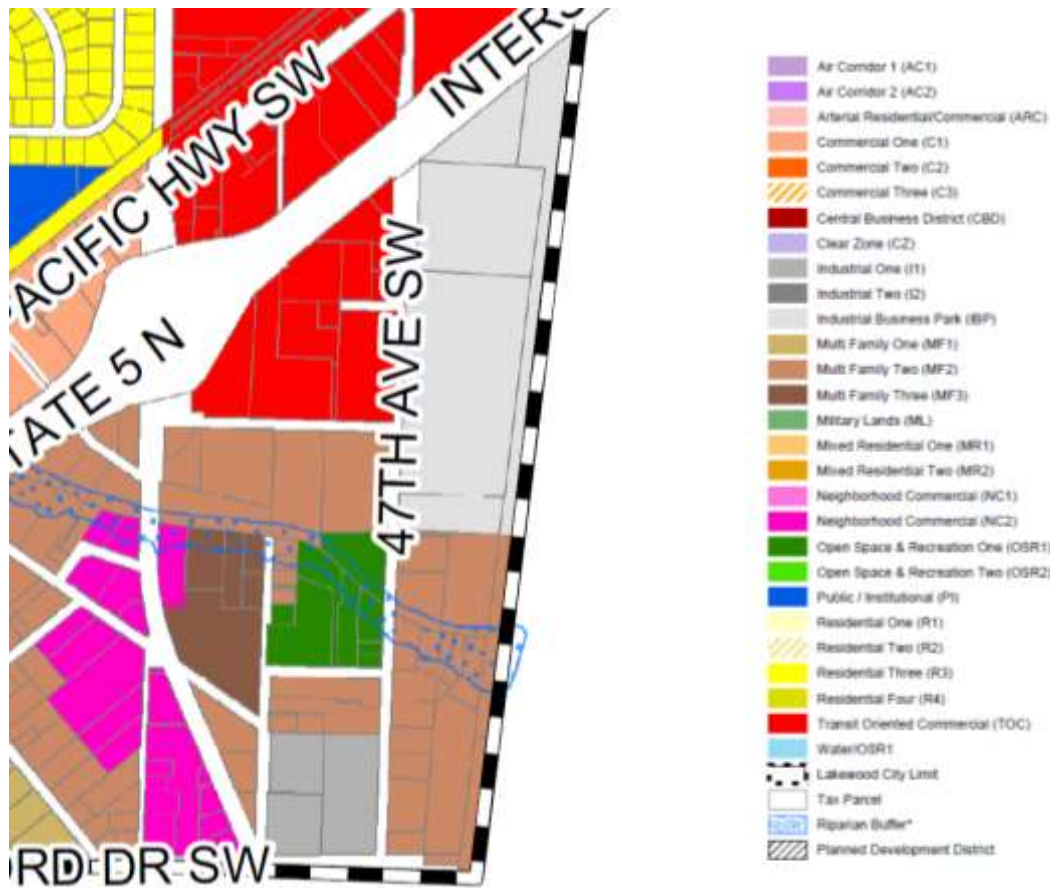 PACIFIC HWY SW
INTERS
STATE 5 N
47TH AVE SW
RD DR SW
Air Corridor 1 (AC1)
Air Corridor 2 (AC2)
Arterial Residential/Commercial (ARC)
Commercial One (C1)
Commercial Two (C2)
Commercial Three (C3)
Central Business District (CBD)
Clear Zone (CZ)
Industrial One (I1)
Industrial Two (I2)
Industrial Business Park (IBP)
Multi Family One (MF1)
Multi Family Two (MF2)
Multi Family Three (MF3)
Military Lands (ML)
Mixed Residential One (MR1)
Mixed Residential Two (MR2)
Neighborhood Commercial (NC1)
Neighborhood Commercial (NC2)
Open Space & Recreation One (OSR1)
Open Space & Recreation Two (OSR2)
Public / Institutional (PI)
Residential One (R1)
Residential Two (R2)
Residential Three (R3)
Residential Four (R4)
Transit Oriented Commercial (TOC)
Water/OSR1
Lakewood City Limit
Tax Parcel
Riparian Buffer*
Planned Development District